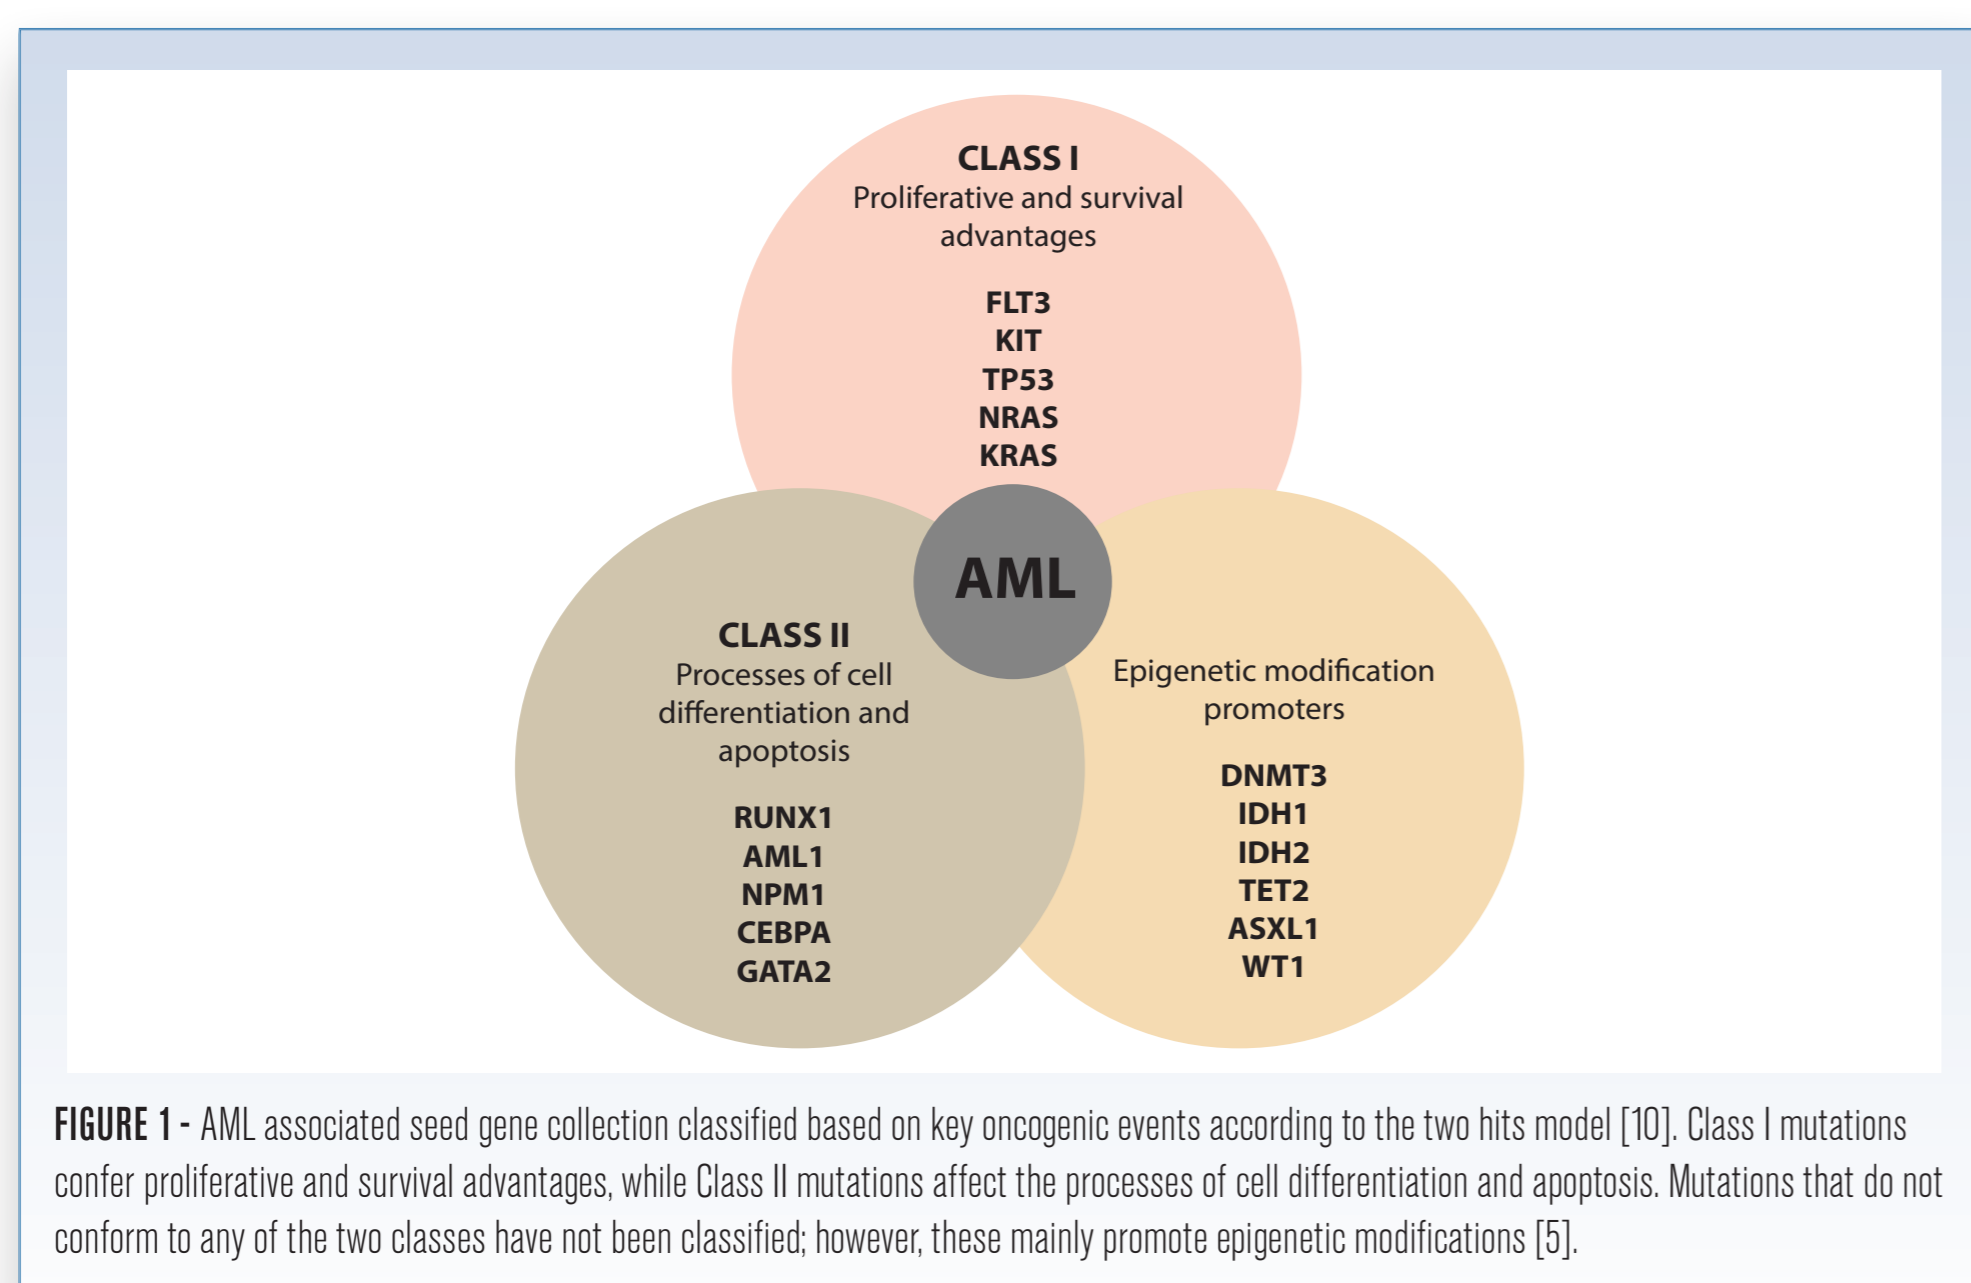 CLASS I
Proliferative and survival
advantages
FLT3
KIT
TP53
NRAS
KRAS
AML
CLASS II
Processes of cell
differentiation and
apoptosis
RUNX1
AML1
NPM1
CEBPA
GATA2
Epigenetic modification
promoters
DNMT3
IDH1
IDH2
TET2
ASXL1
WT1
FIGURE 1 - AML associated seed gene collection classified based on key oncogenic events according to the two hits model [10]. Class I mutations
confer proliferative and survival advantages, while Class II mutations affect the processes of cell differentiation and apoptosis. Mutations that do not
conform to any of the two classes have not been classified; however, these mainly promote epigenetic modifications [5].